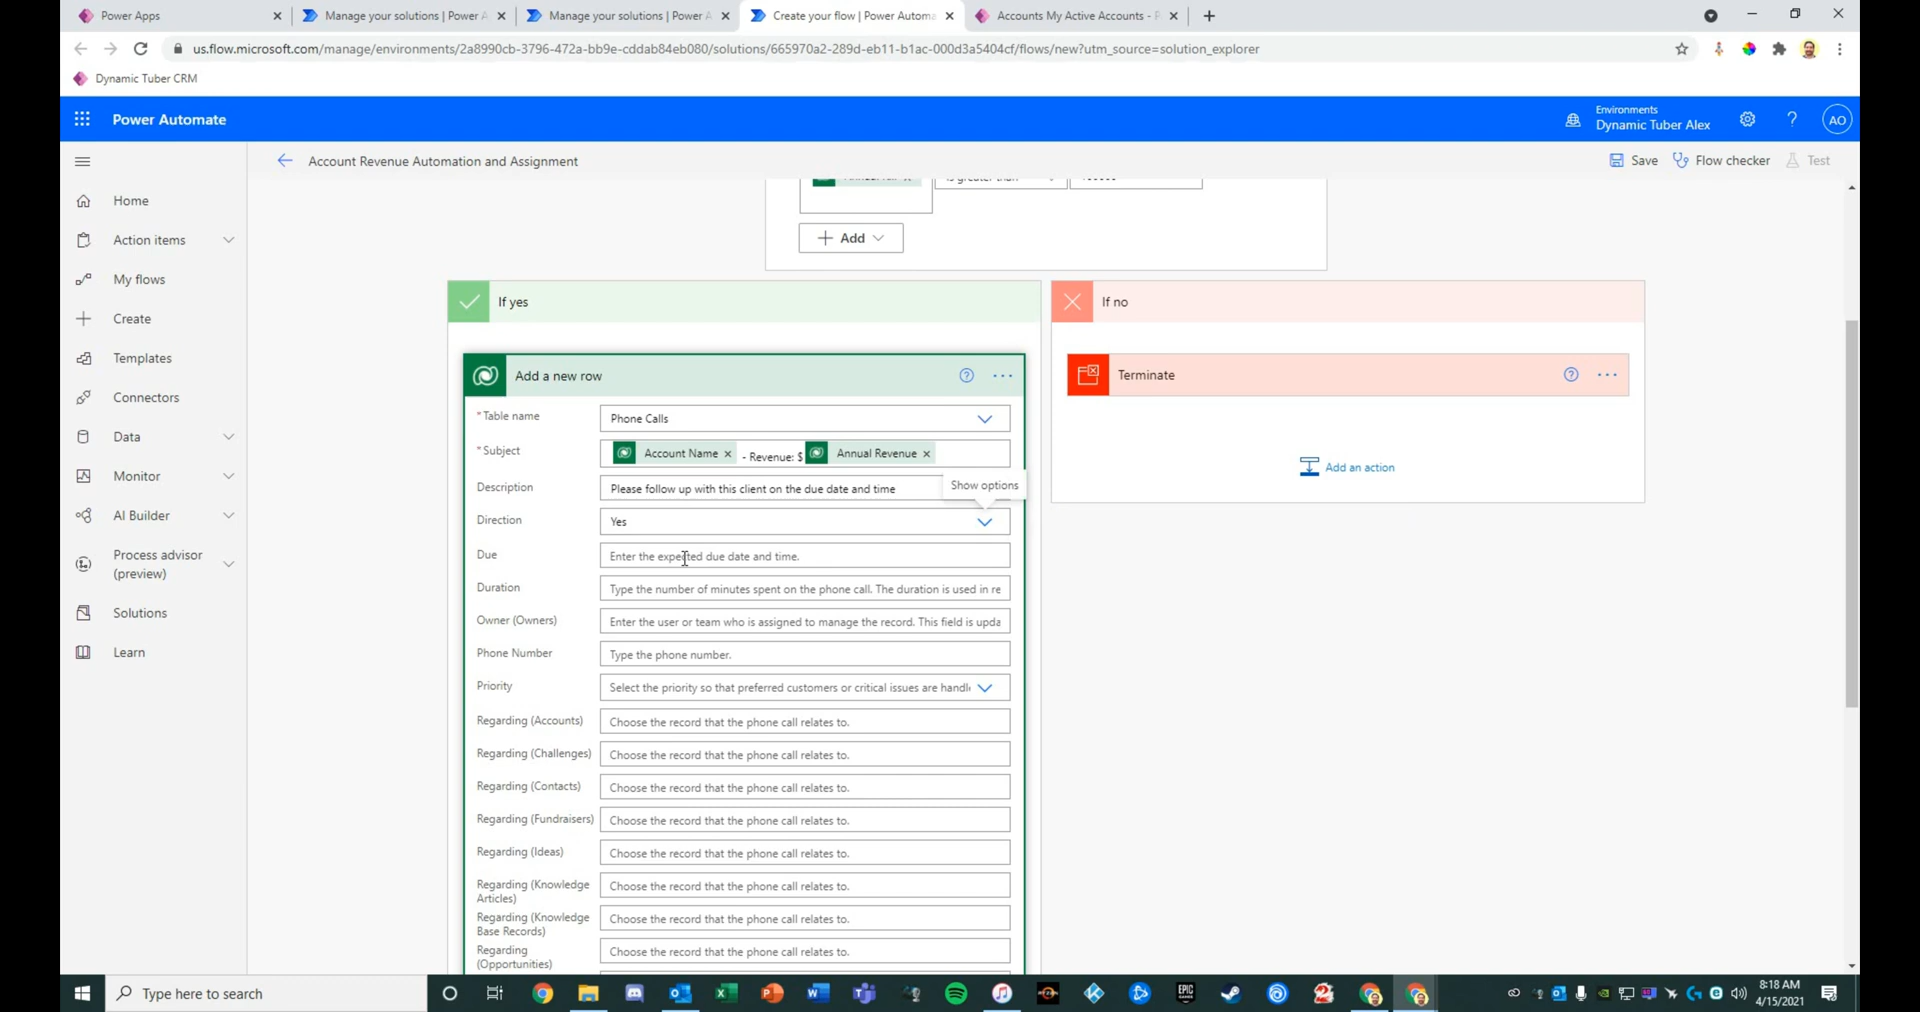 Power Apps
Manage your solutions | Power A
Manage your solutions | Power A
Create your flow | Power Automa
Accounts My Active Accounts - P
us.flow.microsoft.com/manage/environments/2a8990cb-3796-472a-bb9e-cddab84eb080/solutions/665970a2-289d-eb11-b1ac-000d3a5404cf/flows/new?utm_source=solution_explorer
Dynamic Tuber CRM
Power Automate
Environments
Dynamic Tuber Alex
AO
Account Revenue Automation and Assignment
Save
Flow checker
Test
Home
Action items
My flows
Create
Templates
Connectors
Data
Monitor
AI Builder
Process advisor
(preview)
Solutions
Learn
Add
If yes
Add a new row
* Table name
Phone Calls
* Subject
Account Name × - Revenue: $ Annual Revenue ×
Show options
Description
Please follow up with this client on the due date and time
Direction
Yes
Due
Enter the expected due date and time.
Duration
Type the number of minutes spent on the phone call. The duration is used in re
Owner (Owners)
Enter the user or team who is assigned to manage the record. This field is upda
Phone Number
Type the phone number.
Priority
Select the priority so that preferred customers or critical issues are handl
Regarding (Accounts)
Choose the record that the phone call relates to.
Regarding (Challenges)
Choose the record that the phone call relates to.
Regarding (Contacts)
Choose the record that the phone call relates to.
Regarding (Fundraisers)
Choose the record that the phone call relates to.
Regarding (Ideas)
Choose the record that the phone call relates to.
Regarding (Knowledge
Articles)
Choose the record that the phone call relates to.
Regarding (Knowledge
Base Records)
Choose the record that the phone call relates to.
Regarding
(Opportunities)
Choose the record that the phone call relates to.
If no
Terminate
Add an action
Type here to search
8:18 AM
4/15/2021